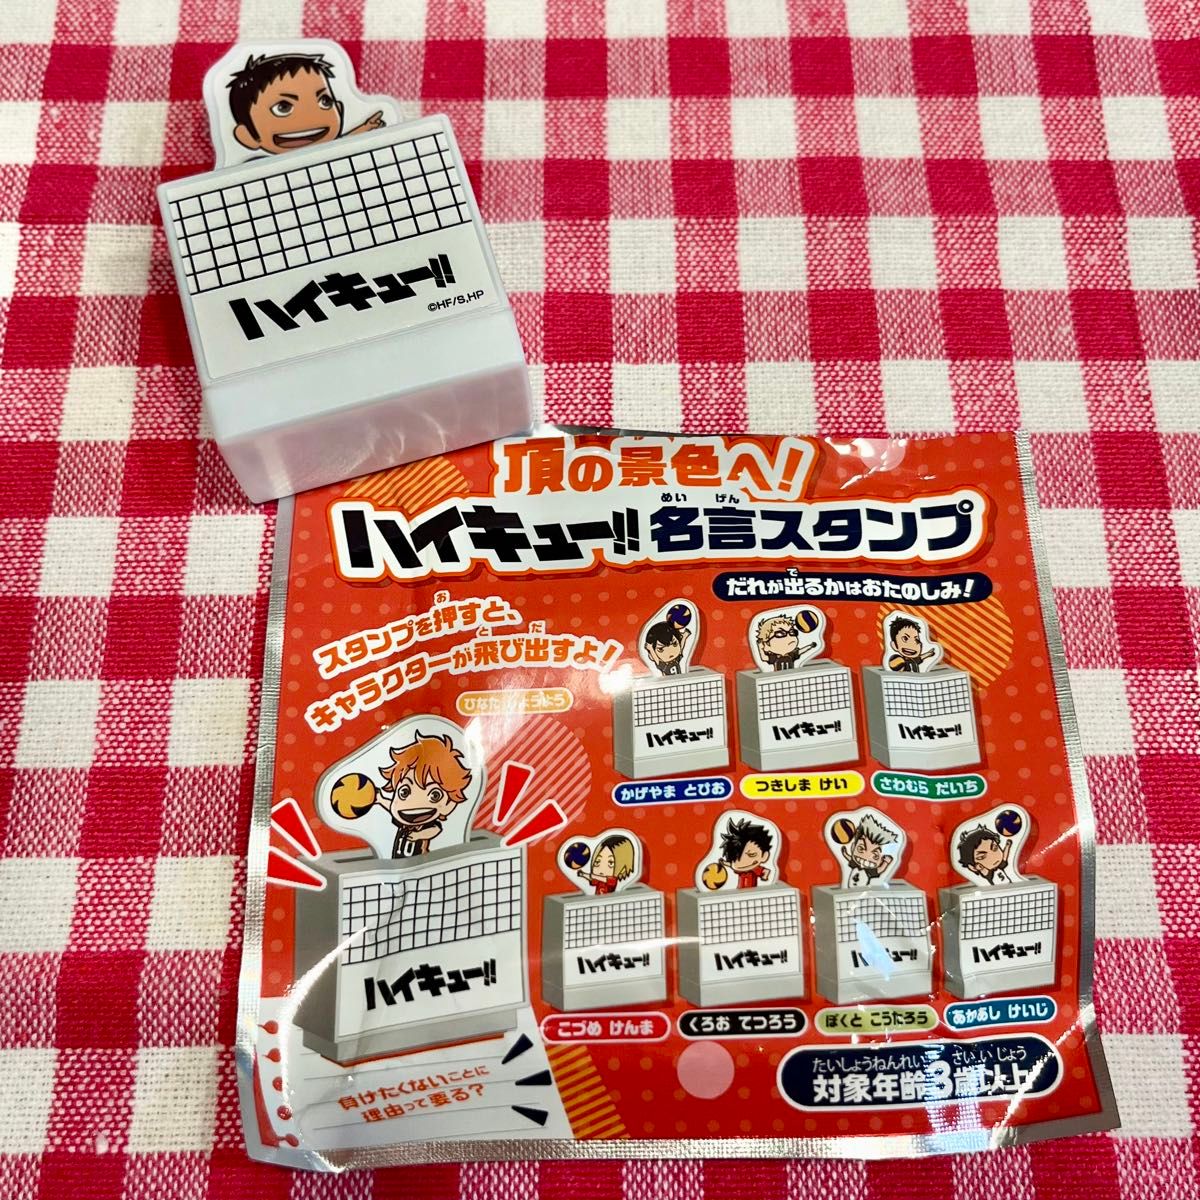 ハイキュー!!
©HF/S,HP
頂の景色へ!
めい げん
ハイキュー!!名言スタンプ
で
だれが出るかはおたのしみ!
お
スタンプを押すと、
と だ
キャラクターが飛び出すよ!
ひなた しょうよう
ハイキュー!!
ハイキュー!!
ハイキュー!!
かげやま とびお
つきしま けい
さわむら だいち
ハイキュー!!
ハイキュー!!
ハイキュー!!
ハイキュー!!
ハイキュー!!
こづめ けんま
くろお てつろう
ぼくと こうたろう
あかあし けいじ
負けたくないことに
理由って要る?
たいしょうねんれい さい い じょう
対象年齢3歳以上